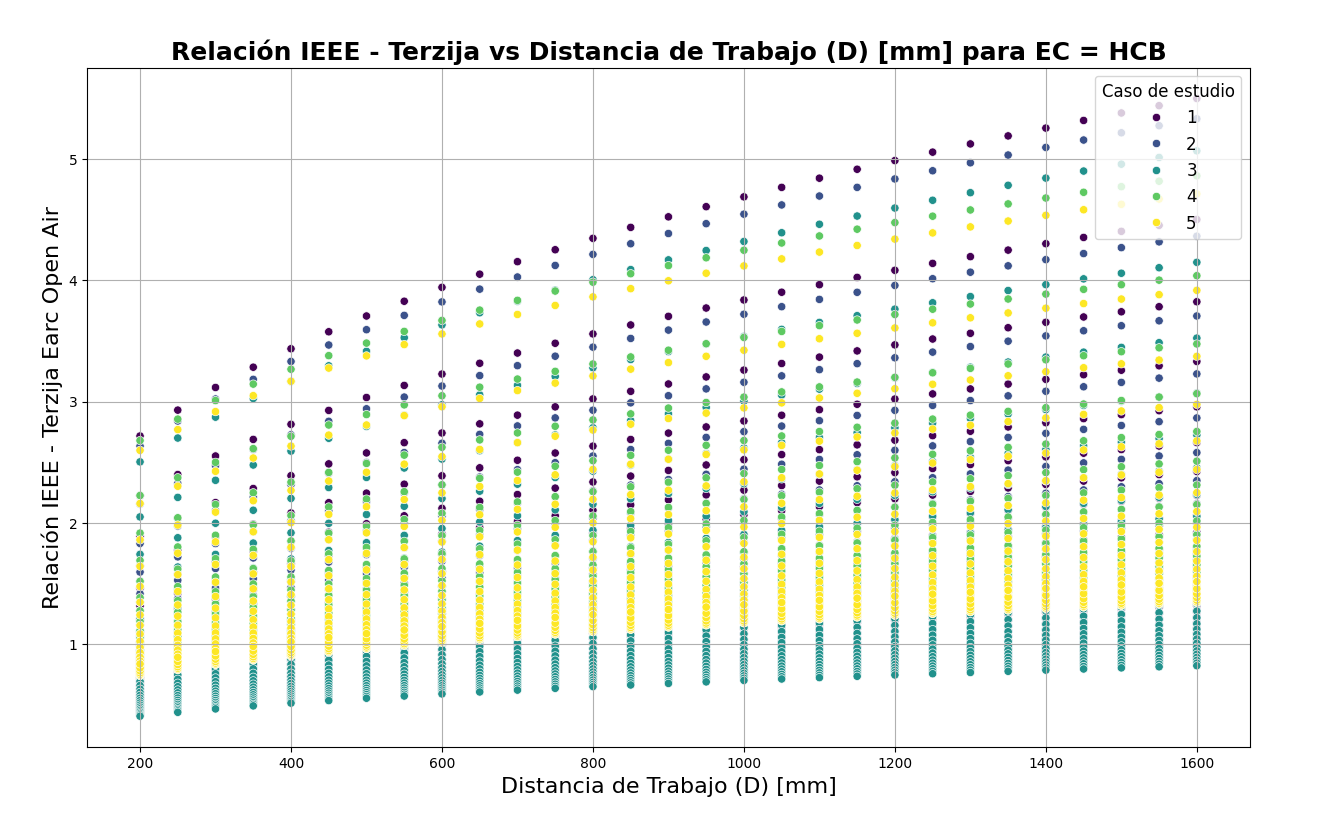 Relación IEEE - Terzija vs Distancia de Trabajo (D) [mm] para EC = HCB
Relación IEEE - Terzija Earc Open Air
5
4
3
2
1
Caso de estudio
1
2
3
4
5
200 400 600 800 1000 1200 1400 1600
Distancia de Trabajo (D) [mm]